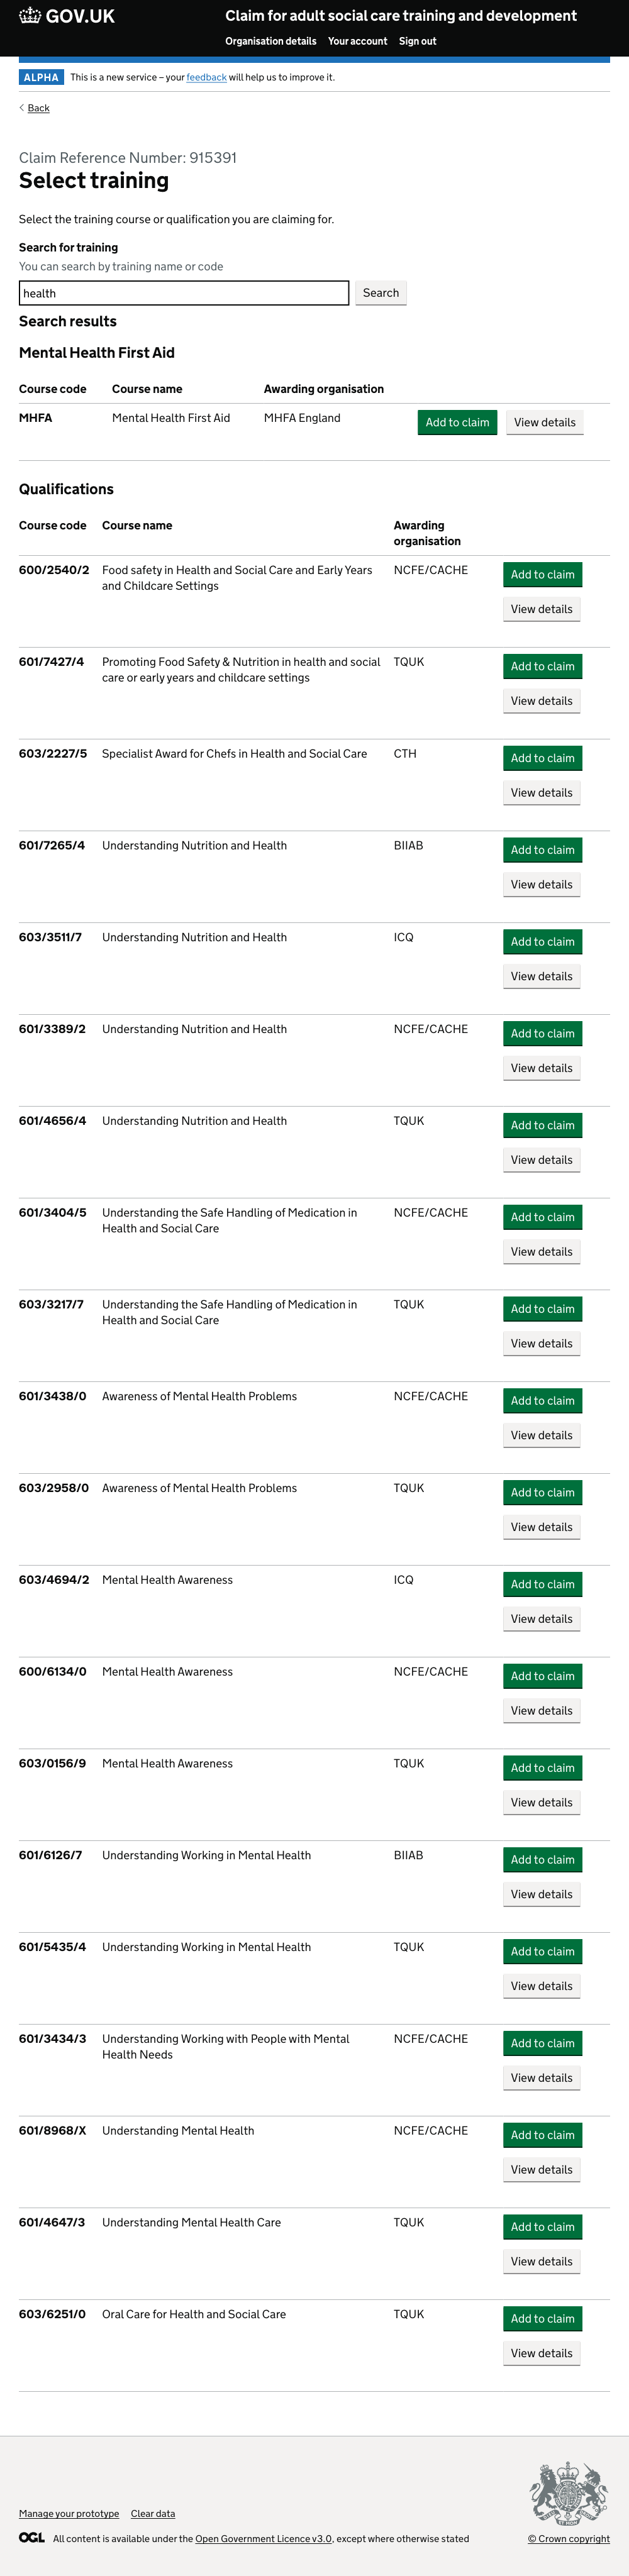 GOV.UK
Claim for adult social care training and development
Organisation details Your account Sign out
ALPHA This is a new service – your feedback will help us to improve it.
Back
Claim Reference Number: 915391
Select training
Select the training course or qualification you are claiming for.
Search for training
You can search by training name or code
health Search
Search results
Mental Health First Aid
Course code Course name Awarding organisation
MHFA Mental Health First Aid MHFA England Add to claim View details
Qualifications
Course code Course name Awarding
organisation
600/2540/2 Food safety in Health and Social Care and Early Years NCFE/CACHE Add to claim
and Childcare Settings
View details
601/7427/4 Promoting Food Safety & Nutrition in health and social TQUK Add to claim
care or early years and childcare settings
View details
603/2227/5 Specialist Award for Chefs in Health and Social Care CTH Add to claim
View details
601/7265/4 Understanding Nutrition and Health BIIAB Add to claim
View details
603/3511/7 Understanding Nutrition and Health ICQ Add to claim
View details
601/3389/2 Understanding Nutrition and Health NCFE/CACHE Add to claim
View details
601/4656/4 Understanding Nutrition and Health TQUK Add to claim
View details
601/3404/5 Understanding the Safe Handling of Medication in NCFE/CACHE Add to claim
Health and Social Care
View details
603/3217/7 Understanding the Safe Handling of Medication in TQUK Add to claim
Health and Social Care
View details
601/3438/0 Awareness of Mental Health Problems NCFE/CACHE Add to claim
View details
603/2958/0 Awareness of Mental Health Problems TQUK Add to claim
View details
603/4694/2 Mental Health Awareness ICQ Add to claim
View details
600/6134/0 Mental Health Awareness NCFE/CACHE Add to claim
View details
603/0156/9 Mental Health Awareness TQUK Add to claim
View details
601/6126/7 Understanding Working in Mental Health BIIAB Add to claim
View details
601/5435/4 Understanding Working in Mental Health TQUK Add to claim
View details
601/3434/3 Understanding Working with People with Mental NCFE/CACHE Add to claim
Health Needs
View details
601/8968/X Understanding Mental Health NCFE/CACHE Add to claim
View details
601/4647/3 Understanding Mental Health Care TQUK Add to claim
View details
603/6251/0 Oral Care for Health and Social Care TQUK Add to claim
View details
Manage your prototype Clear data
OGL All content is available under the Open Government Licence v3.0, except where otherwise stated
© Crown copyright